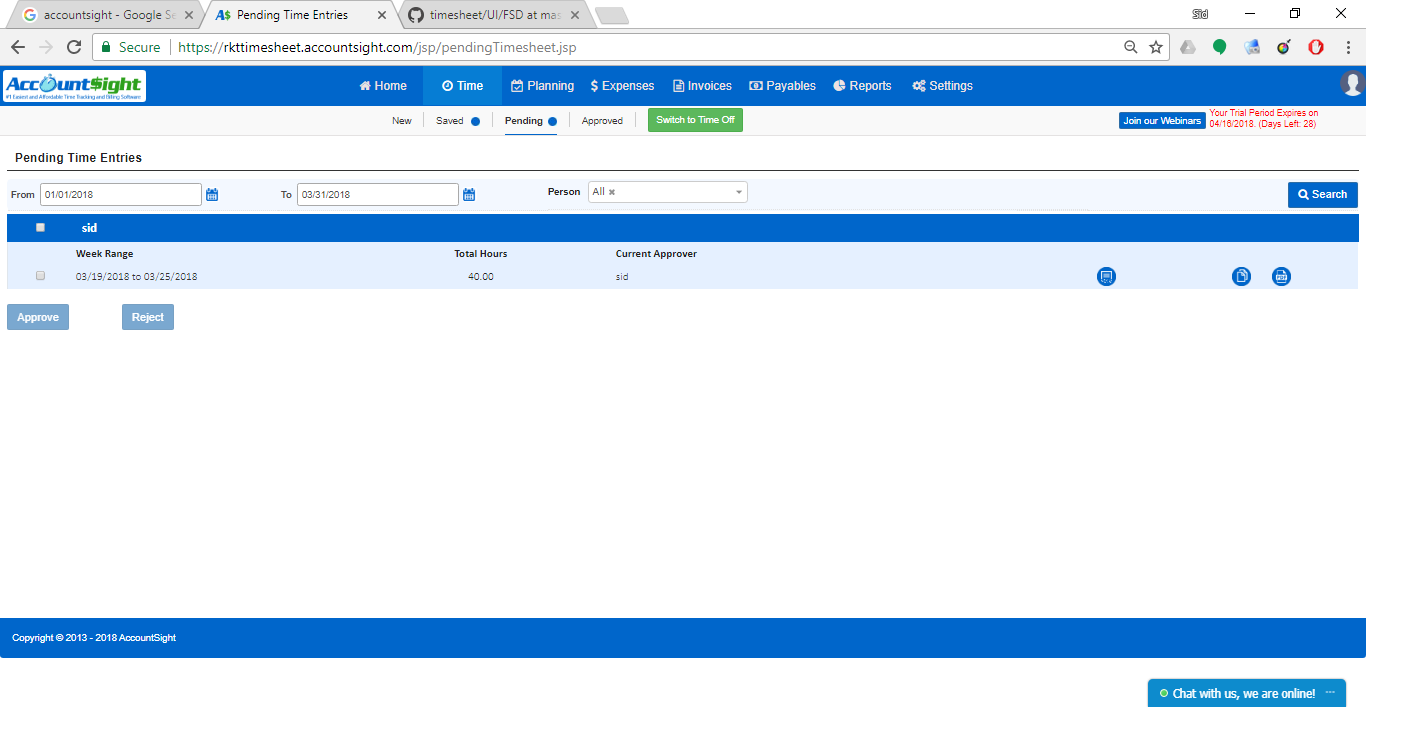 accountsight - Google Se
Pending Time Entries
timesheet/UI/FSD at mas
Sid
Secure https://rkttimesheet.accountsight.com/jsp/pendingTimesheet.jsp
Acc unt$ight
#1 Easiest and Affordable Time Tracking and Billing Software
Home Time Planning $ Expenses Invoices Payables Reports Settings
New Saved Pending Approved Switch to Time Off
Join our Webinars
Your Trial Period Expires on
04/16/2018. (Days Left: 28)
Pending Time Entries
From 01/01/2018 To 03/31/2018 Person All × Search
sid
Week Range Total Hours Current Approver
03/19/2018 to 03/25/2018 40.00 sid
PDF
Approve Reject
Copyright © 2013 - 2018 AccountSight
Chat with us, we are online!